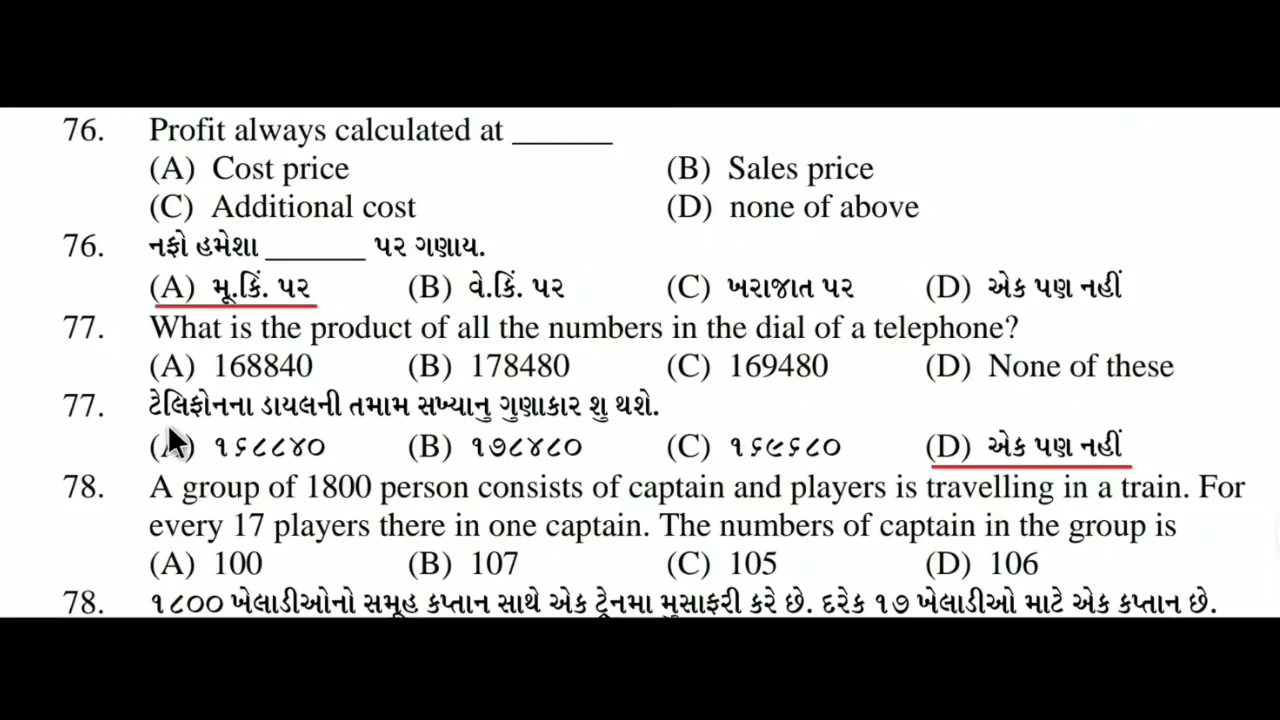 76. Profit always calculated at ______
(A) Cost price (B) Sales price
(C) Additional cost (D) none of above
76. નફો હમેશા ______ પર ગણાય.
(A) મૂ.કિં. પર (B) વે.કિં. પર (C) ખરાજાત પર (D) એક પણ નહીં
77. What is the product of all the numbers in the dial of a telephone?
(A) 168840 (B) 178480 (C) 169480 (D) None of these
77. ટેલિફોનના ડાયલની તમામ સખ્યાનુ ગુણાકાર શુ થશે.
(A) ૧૬૮૮૪૦ (B) ૧૭૮૪૮૦ (C) ૧૬૯૬૮૦ (D) એક પણ નહીં
78. A group of 1800 person consists of captain and players is travelling in a train. For
every 17 players there in one captain. The numbers of captain in the group is
(A) 100 (B) 107 (C) 105 (D) 106
78. ૧૮૦૦ ખેલાડીઓનો સમૂહ કપ્તાન સાથે એક ટ્રેનમા મુસાફરી કરે છે. દરેક ૧૭ ખેલાડીઓ માટે એક કપ્તાન છે.